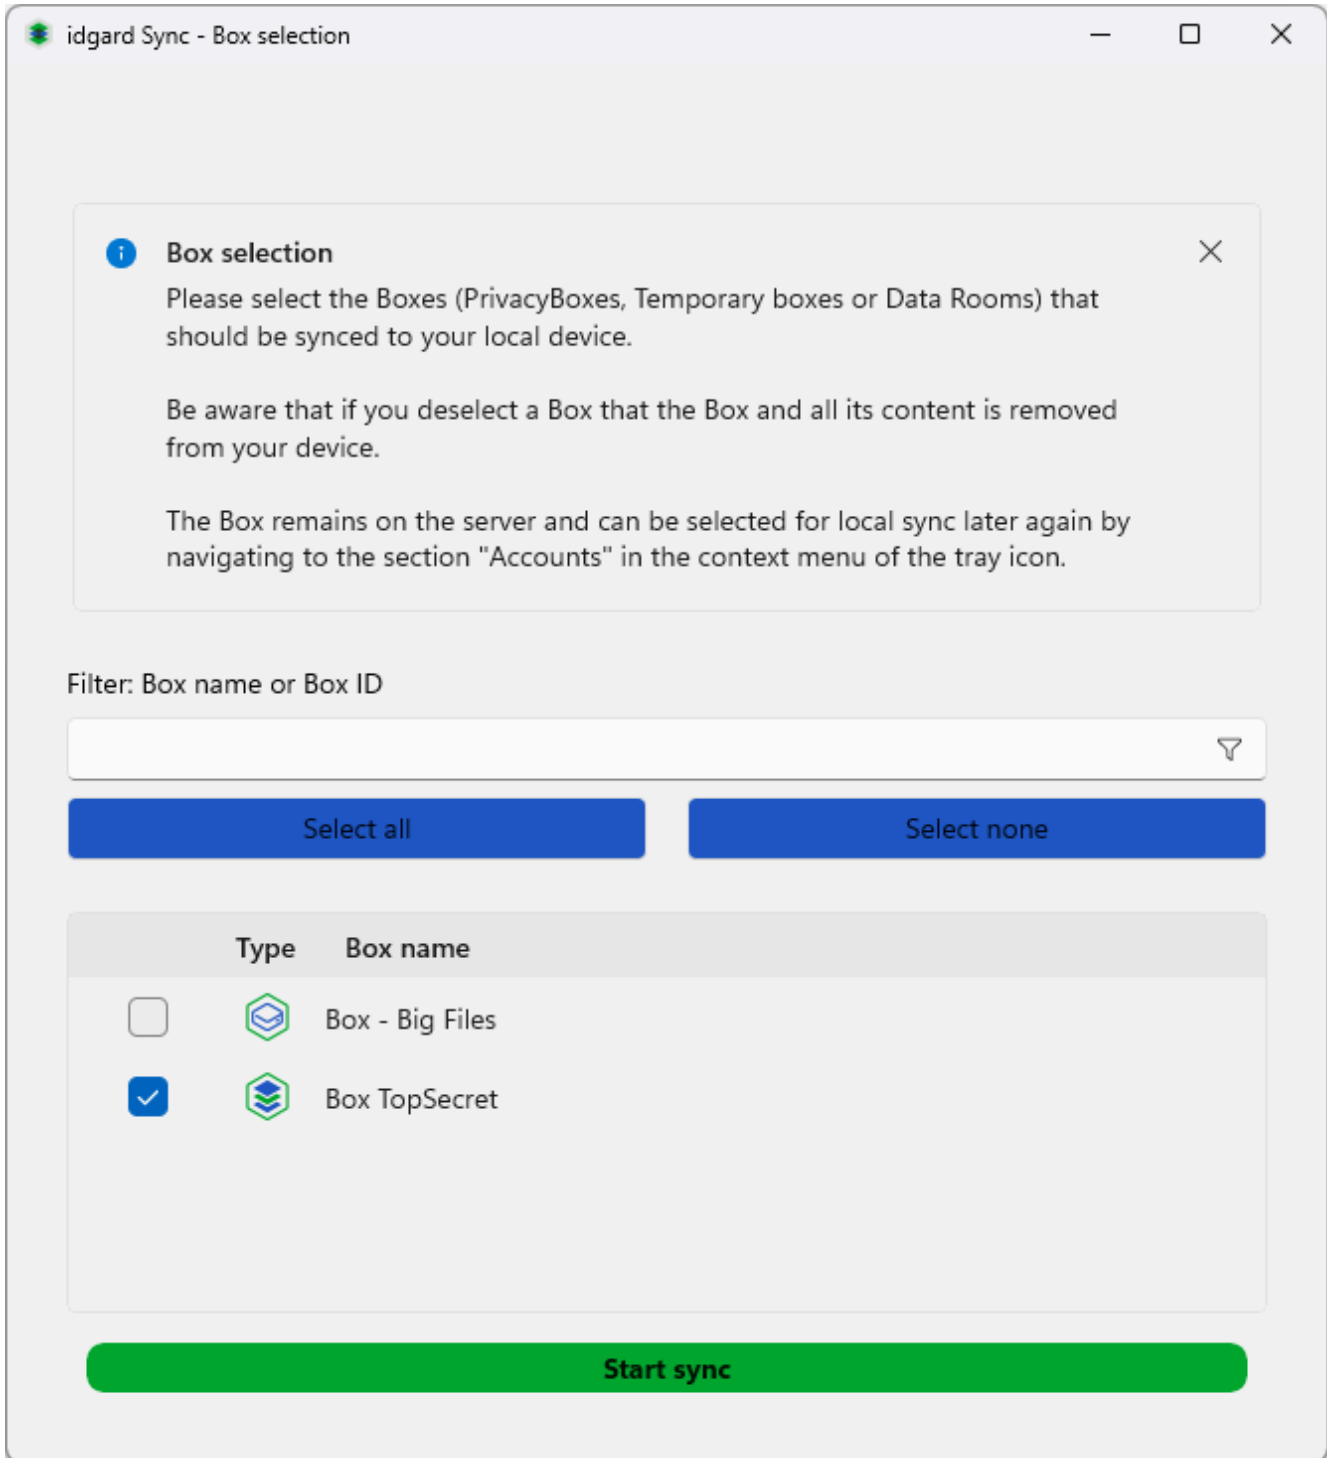 idgard Sync - Box selection
Box selection
Please select the Boxes (PrivacyBoxes, Temporary boxes or Data Rooms) that
should be synced to your local device.
Be aware that if you deselect a Box that the Box and all its content is removed
from your device.
The Box remains on the server and can be selected for local sync later again by
navigating to the section "Accounts" in the context menu of the tray icon.
Filter: Box name or Box ID
Select all
Select none
Type Box name
Box - Big Files
Box TopSecret
Start sync